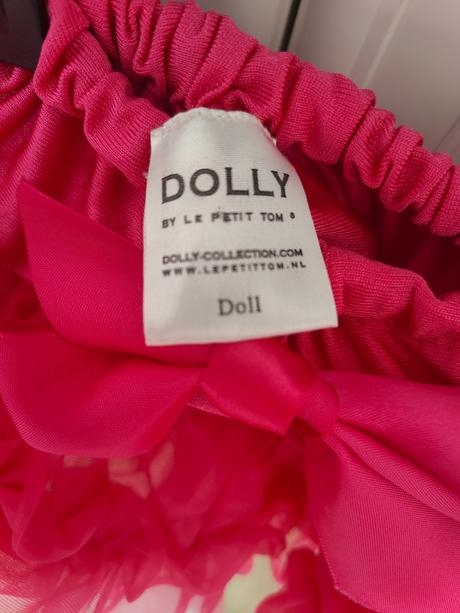 DOLLY
BY LE PETIT TOM ®
DOLLY-COLLECTION.COM
WWW.LEPETITTOM.NL
Doll